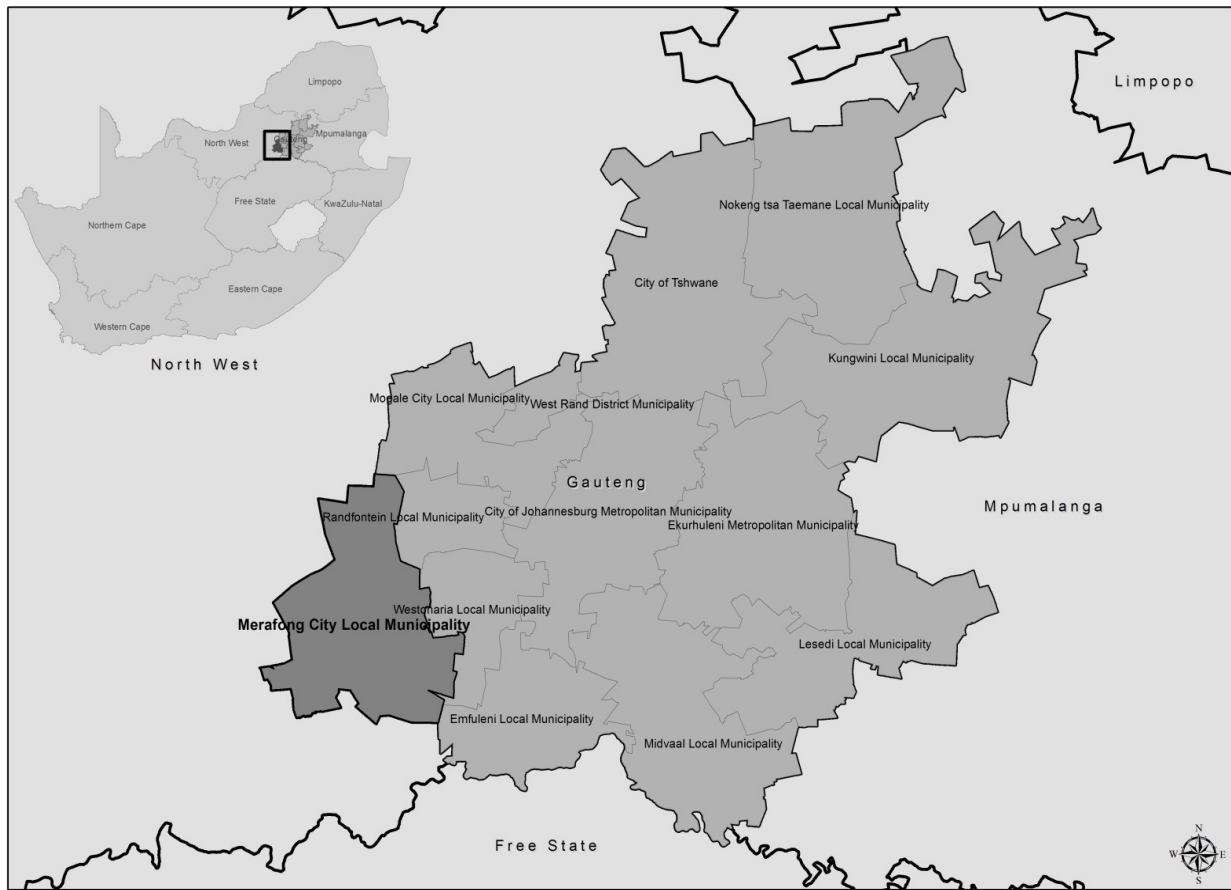 Limpopo
Limpopo
North West
Gauteng
Mpumalanga
Free State
KwaZulu-Natal
Northern Cape
Eastern Cape
Western Cape
North West
Nokeng tsa Taemane Local Municipality
City of Tshwane
Kungwini Local Municipality
Mogale City Local Municipality
West Rand District Municipality
Gauteng
Mpumalanga
Randfontein Local Municipality
City of Johannesburg Metropolitan Municipality
Ekurhuleni Metropolitan Municipality
Westonaria Local Municipality
Merafong City Local Municipality
Lesedi Local Municipality
Emfuleni Local Municipality
Midvaal Local Municipality
Free State
N
W
E
S